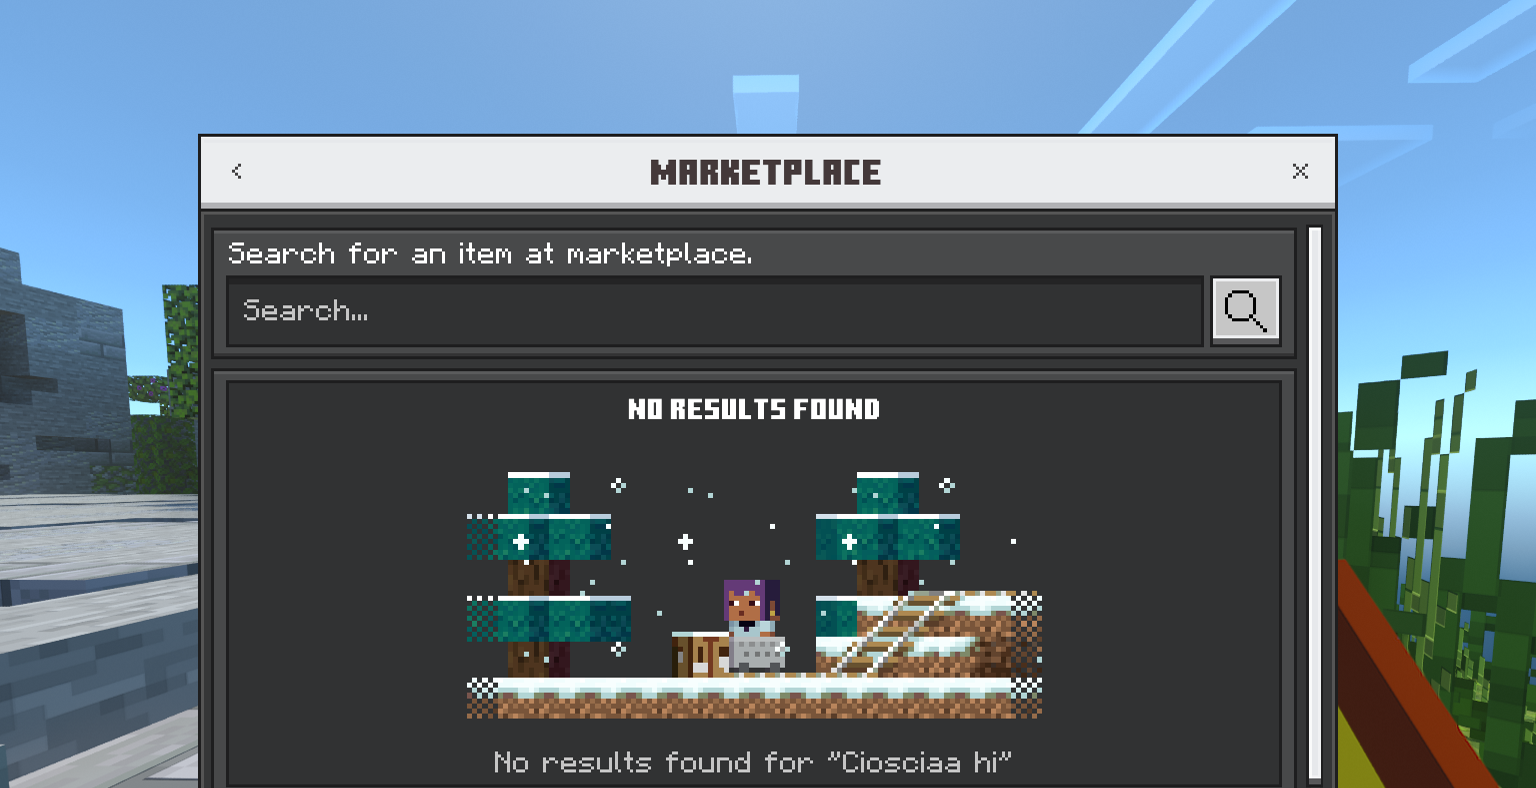 MARKETPLACE
Search for an item at marketplace.
Search...
NO RESULTS FOUND
No results found for "Ciosciaa hi"